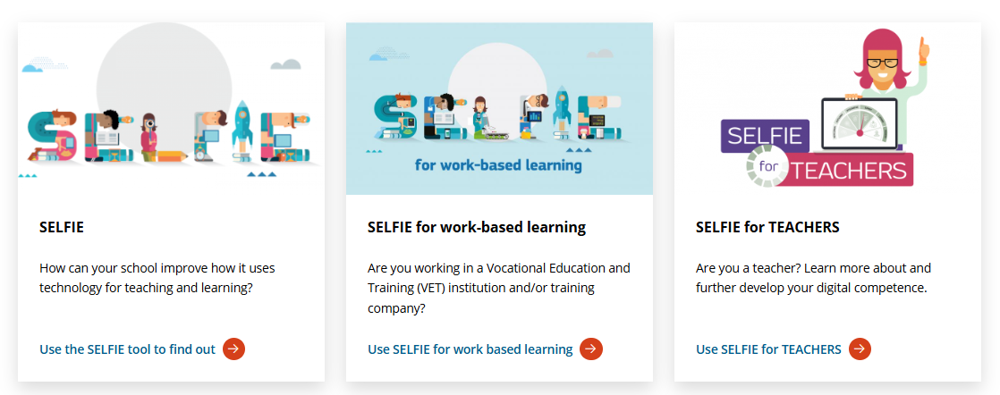 SELFIE
SELFIE
for work-based learning
SELFIE
for
TEACHERS
SELFIE
How can your school improve how it uses
technology for teaching and learning?
Use the SELFIE tool to find out
SELFIE for work-based learning
Are you working in a Vocational Education and
Training (VET) institution and/or training
company?
Use SELFIE for work based learning
SELFIE for TEACHERS
Are you a teacher? Learn more about and
further develop your digital competence.
Use SELFIE for TEACHERS